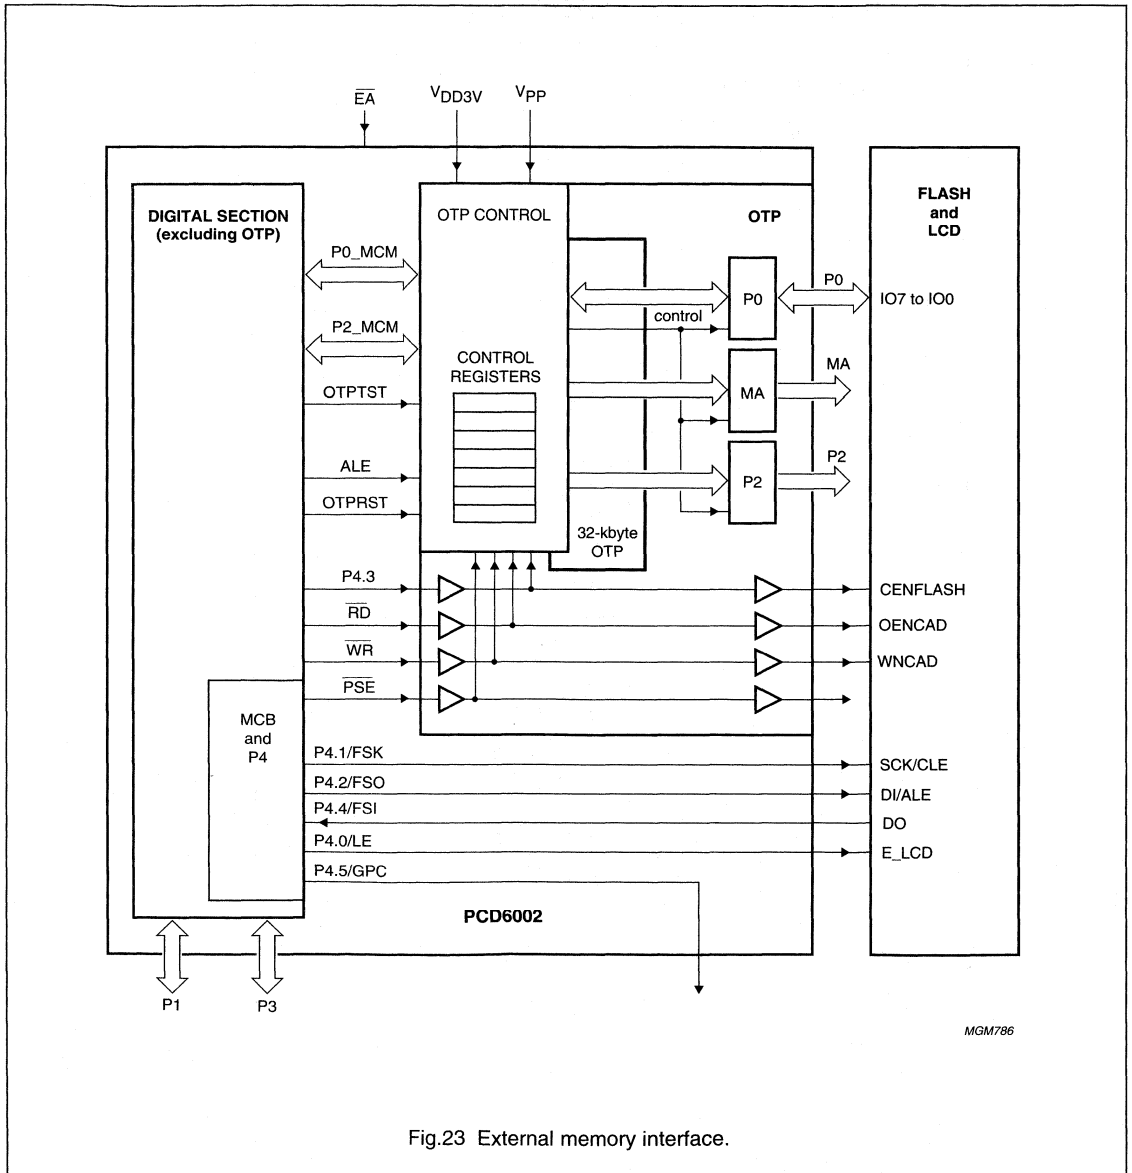 EA
VDD3V
VPP
DIGITAL SECTION
(excluding OTP)
OTP CONTROL
OTP
FLASH
and
LCD
P0_MCM
P0
P0
IO7 to IO0
control
P2_MCM
CONTROL
REGISTERS
MA
MA
OTPTST
ALE
P2
P2
OTPRST
32-kbyte
OTP
P4.3
CENFLASH
RD
OENCAD
WR
WNCAD
PSE
MCB
and
P4
P4.1/FSK
SCK/CLE
P4.2/FSO
DI/ALE
P4.4/FSI
DO
P4.0/LE
E_LCD
P4.5/GPC
PCD6002
P1
P3
MGM786
Fig.23 External memory interface.